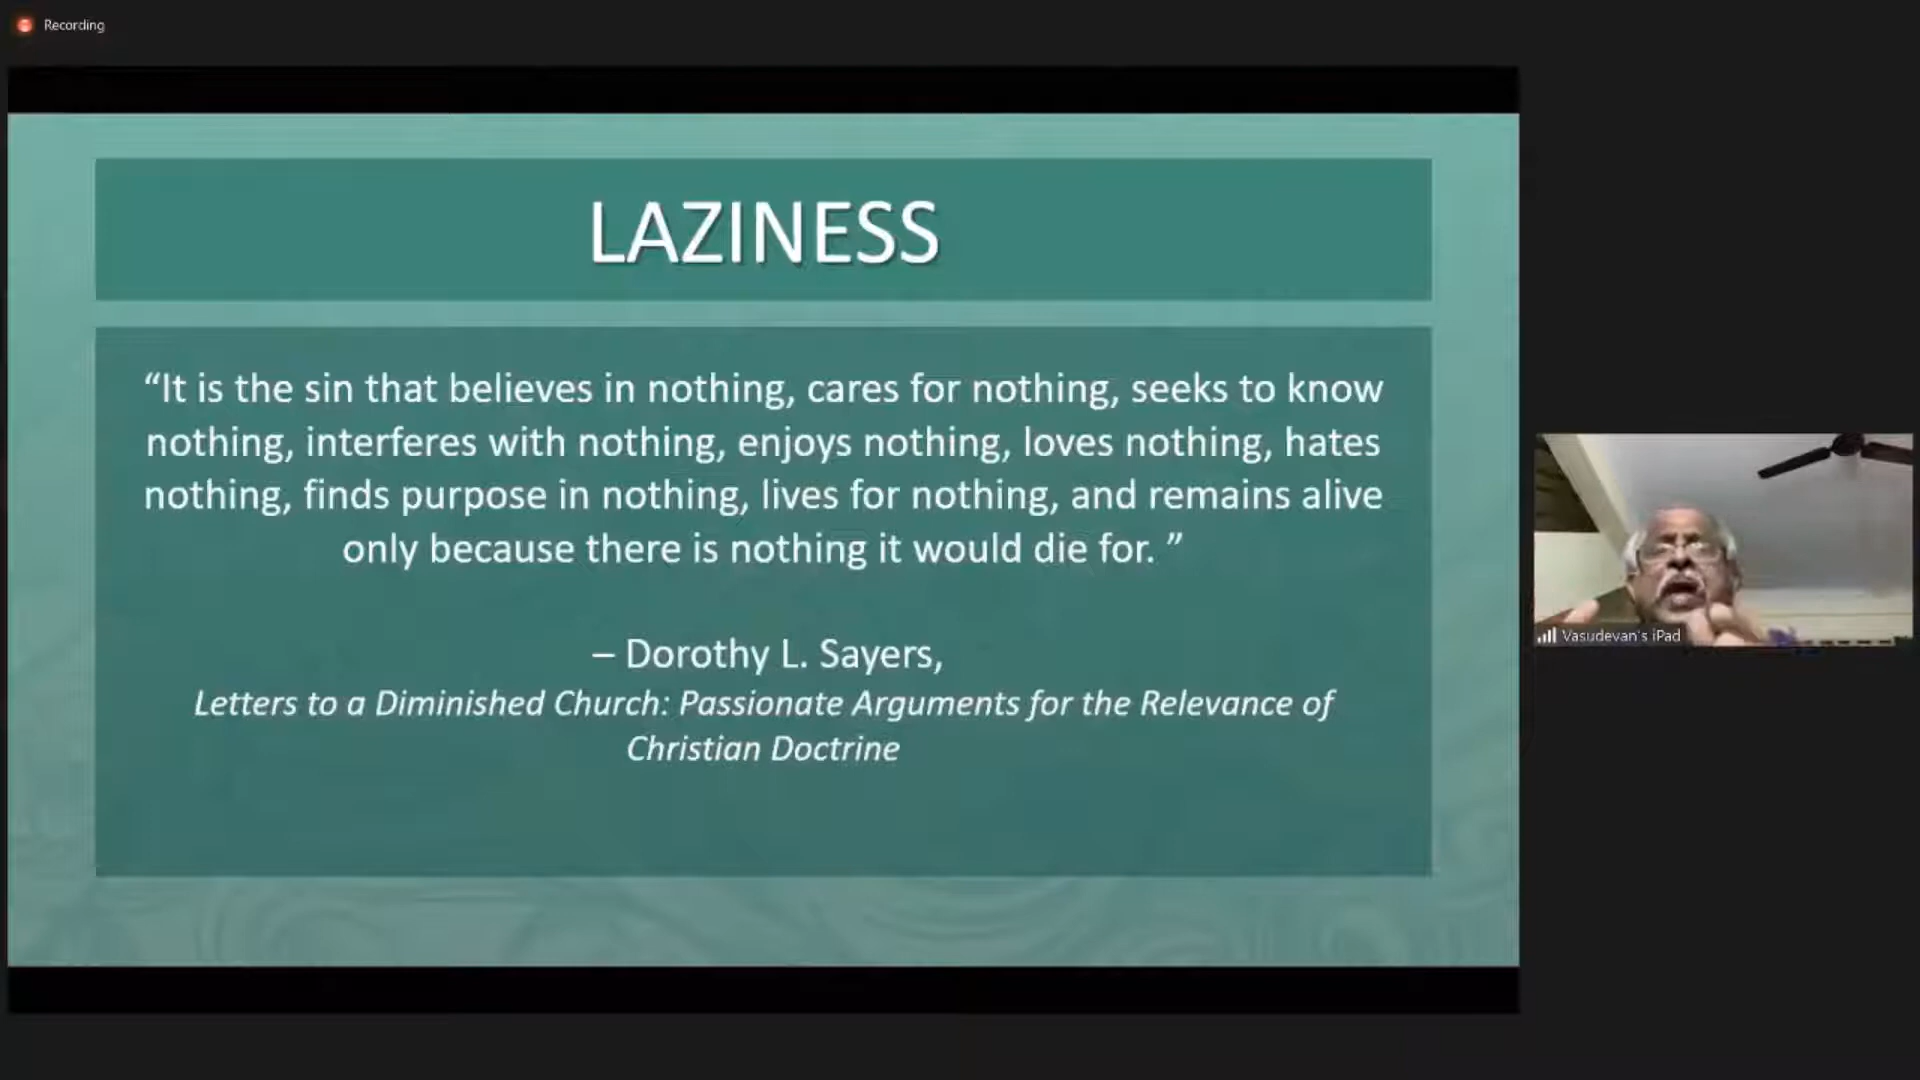 Recording
LAZINESS
“It is the sin that believes in nothing, cares for nothing, seeks to know
nothing, interferes with nothing, enjoys nothing, loves nothing, hates
nothing, finds purpose in nothing, lives for nothing, and remains alive
only because there is nothing it would die for. ”
– Dorothy L. Sayers,
Letters to a Diminished Church: Passionate Arguments for the Relevance of
Christian Doctrine
Vasudevan's iPad